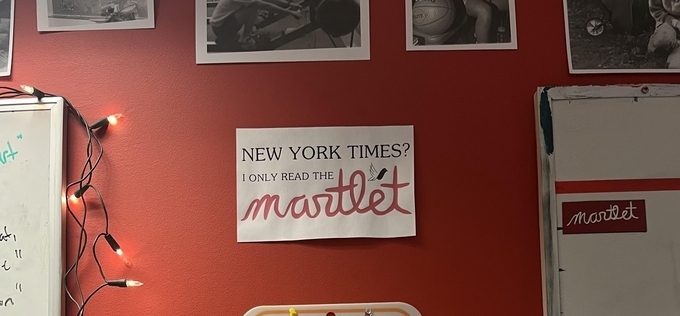 NEW YORK TIMES?
I ONLY READ THE
martlet
martlet